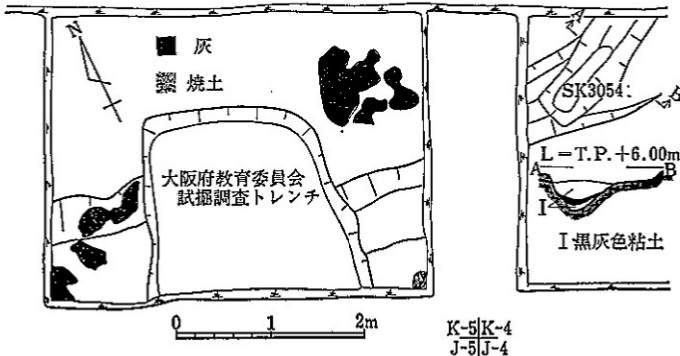 N
灰
焼土
大阪府教育委員会
試掘調査トレンチ
0 1 2m
A
SK3054
B
L=T.P.+6.00m
A B
I
I 黒灰色粘土
K-5 K-4
J-5 J-4